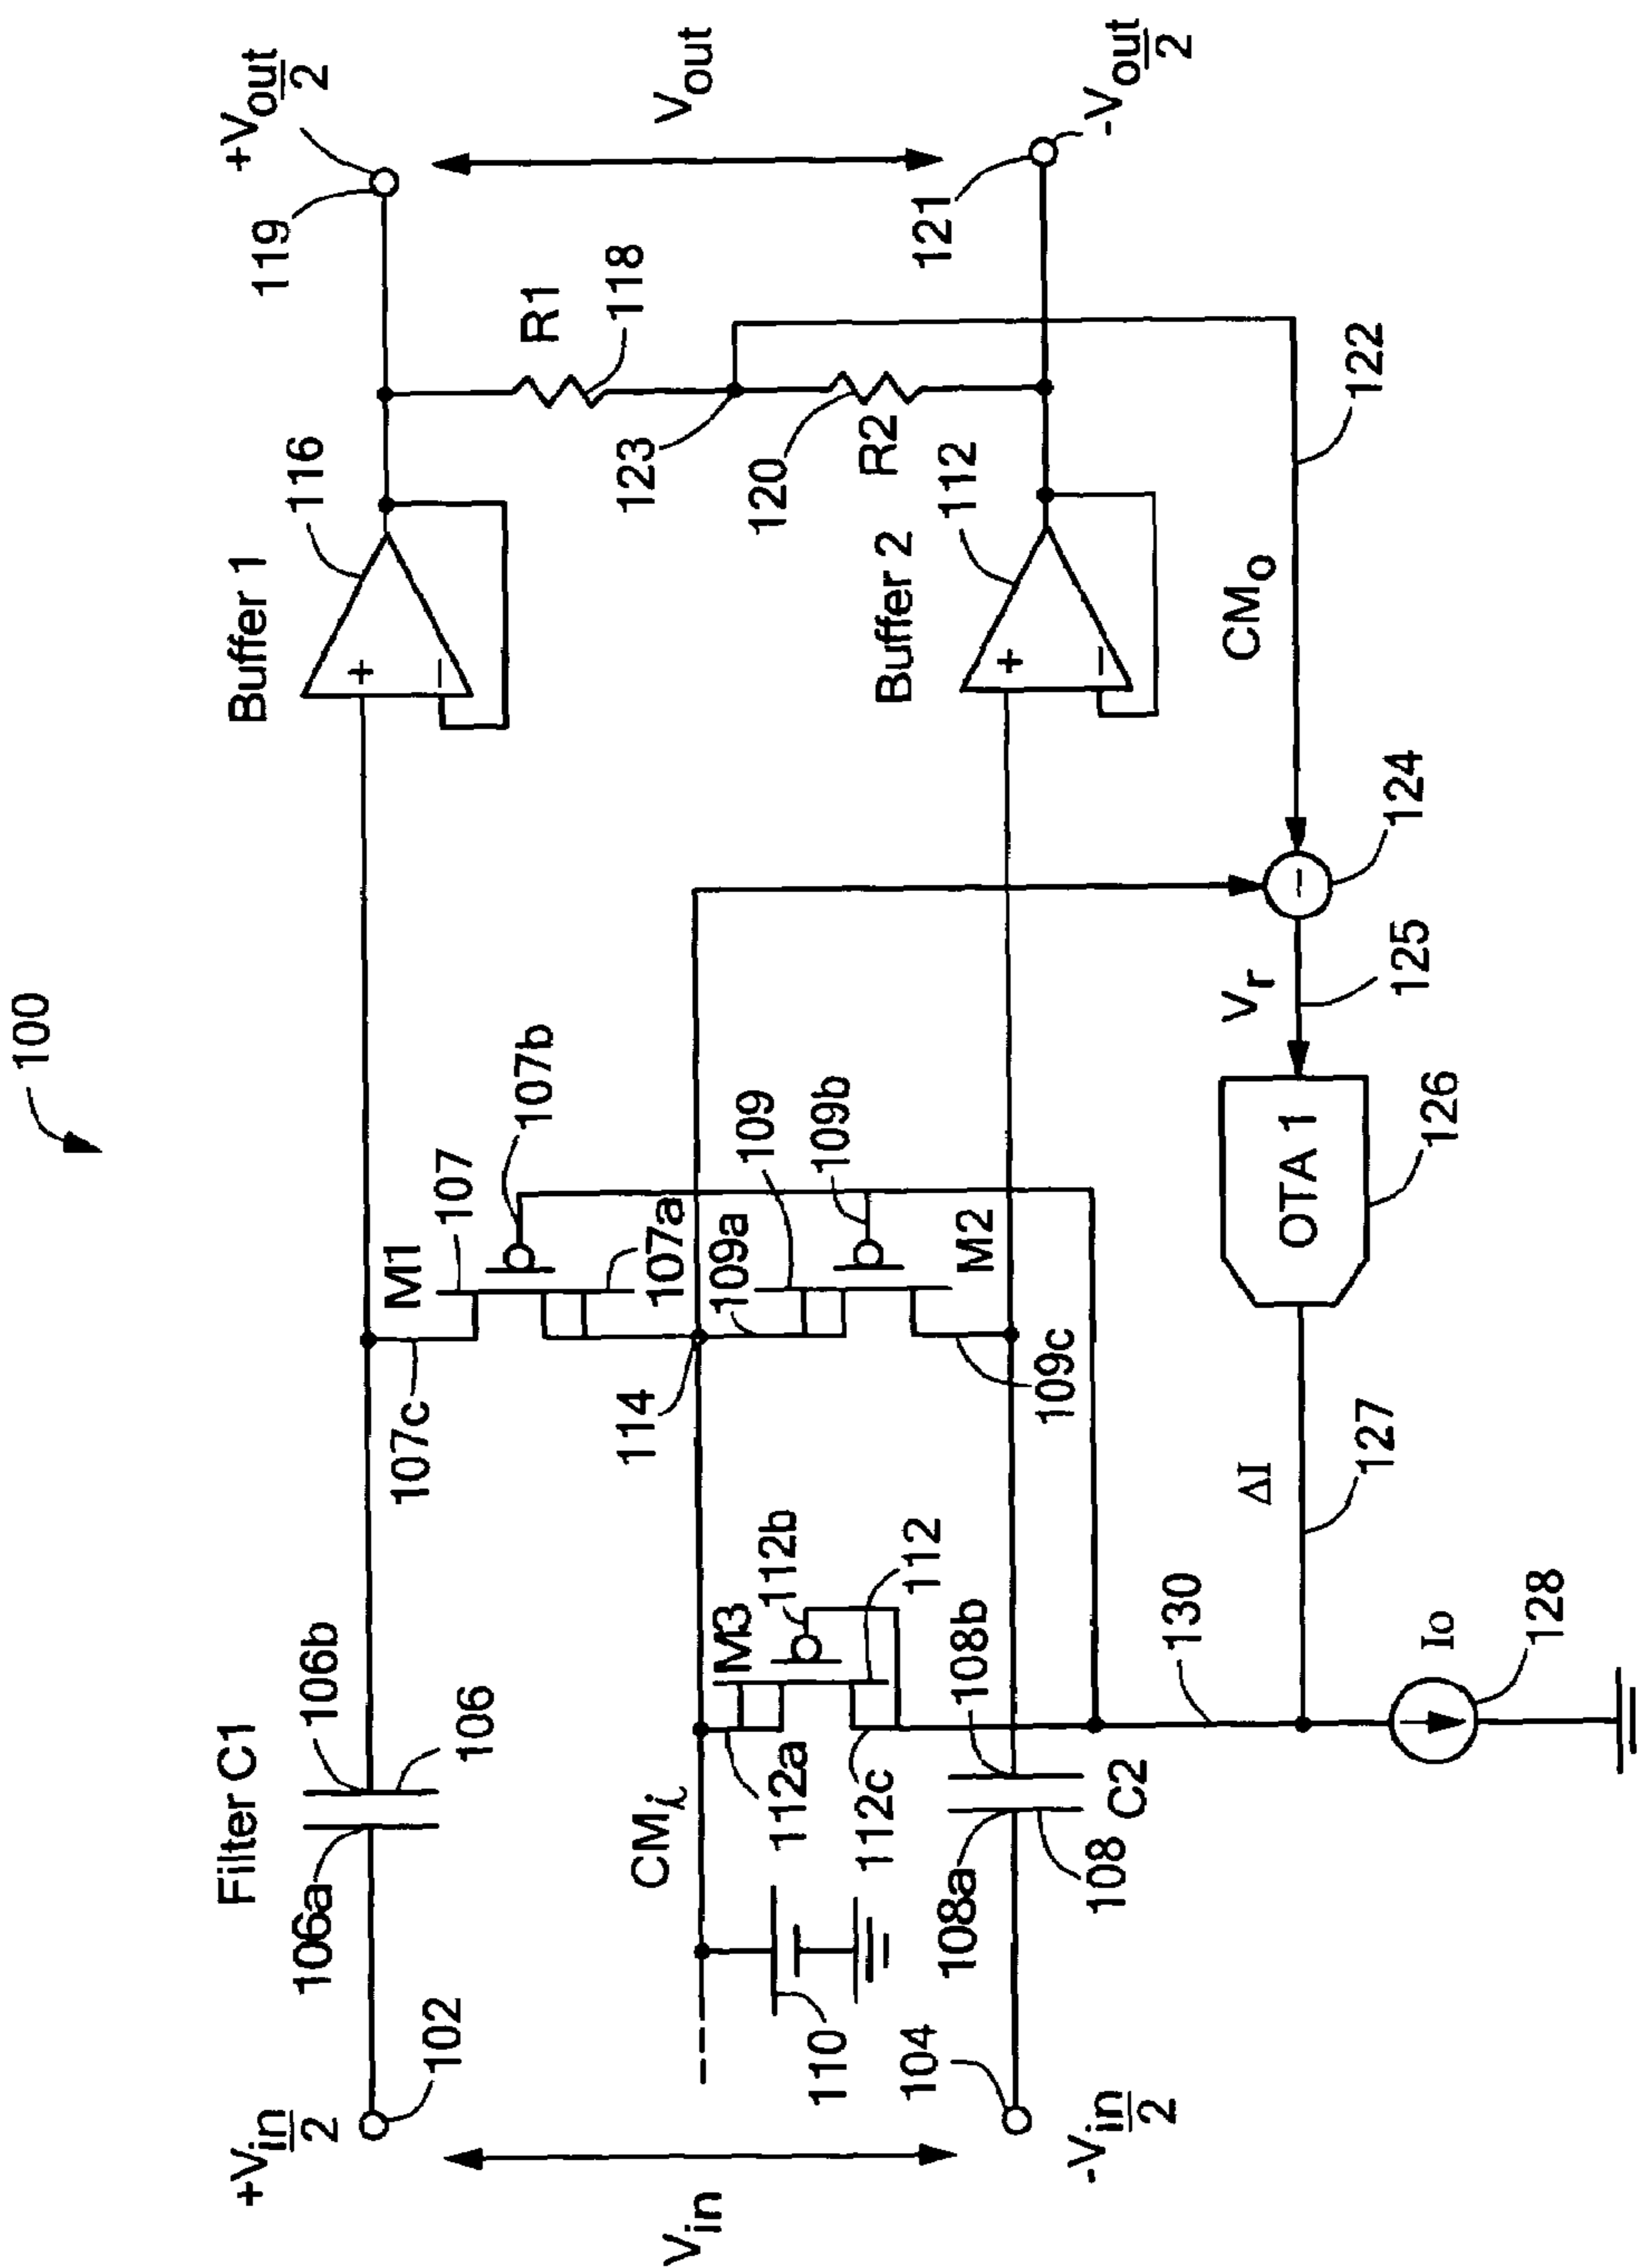 100
+Vout/2
119
Vout
-Vout/2
121
R1
118
123
120
R2
122
Buffer 1
116
+
−
Buffer 2
112
+
−
CMo
−
124
Vr
125
OTA 1
126
107b
107
M1
107a
107c
109a
109
109b
M2
109c
114
ΔI
127
Filter C1
106b
106
106a
CMi
M3
112b
112
112a
112c
108b
C2
108a
108
110
130
Io
128
+Vin/2
102
Vin
104
-Vin/2